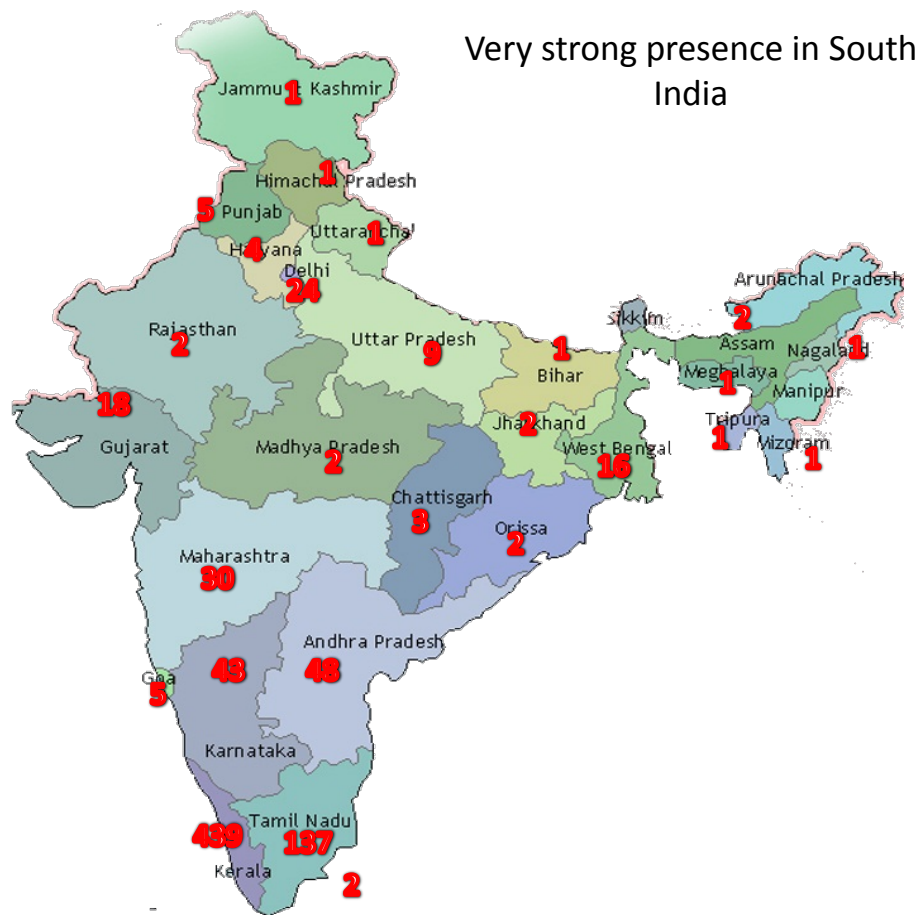 Very strong presence in South
India
Jammu & Kashmir
1
1
Himachal Pradesh
5
Punjab
Uttaranchal
1
Haryana
4
Delhi
24
Arunachal Pradesh
2
Sikkim
Rajasthan
2
Uttar Pradesh
9
1
Bihar
Assam
Nagaland
1
Meghalaya
1
Manipur
18
Gujarat
Madhya Pradesh
2
Jharkhand
2
West Bengal
16
Tripura
1
Mizoram
1
Chattisgarh
3
Orissa
2
Maharashtra
30
Andhra Pradesh
43
48
Goa
5
Karnataka
Tamil Nadu
439
137
Kerala
2